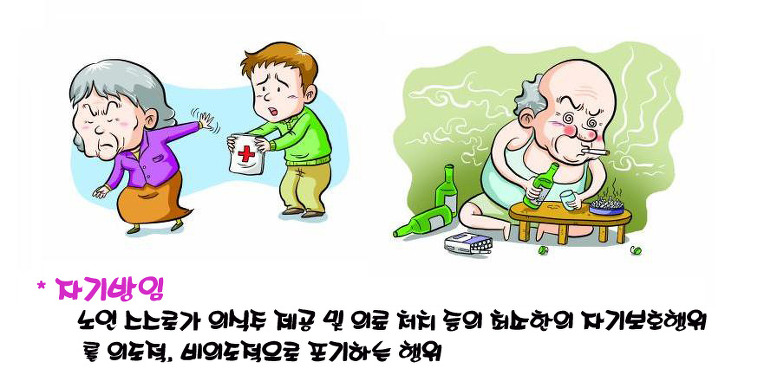 * 자기방임
노인 스스로가 의식주 제공 및 의료 처치 등의 최소한의 자기보호행위
를 의도적, 비의도적으로 포기하는 행위